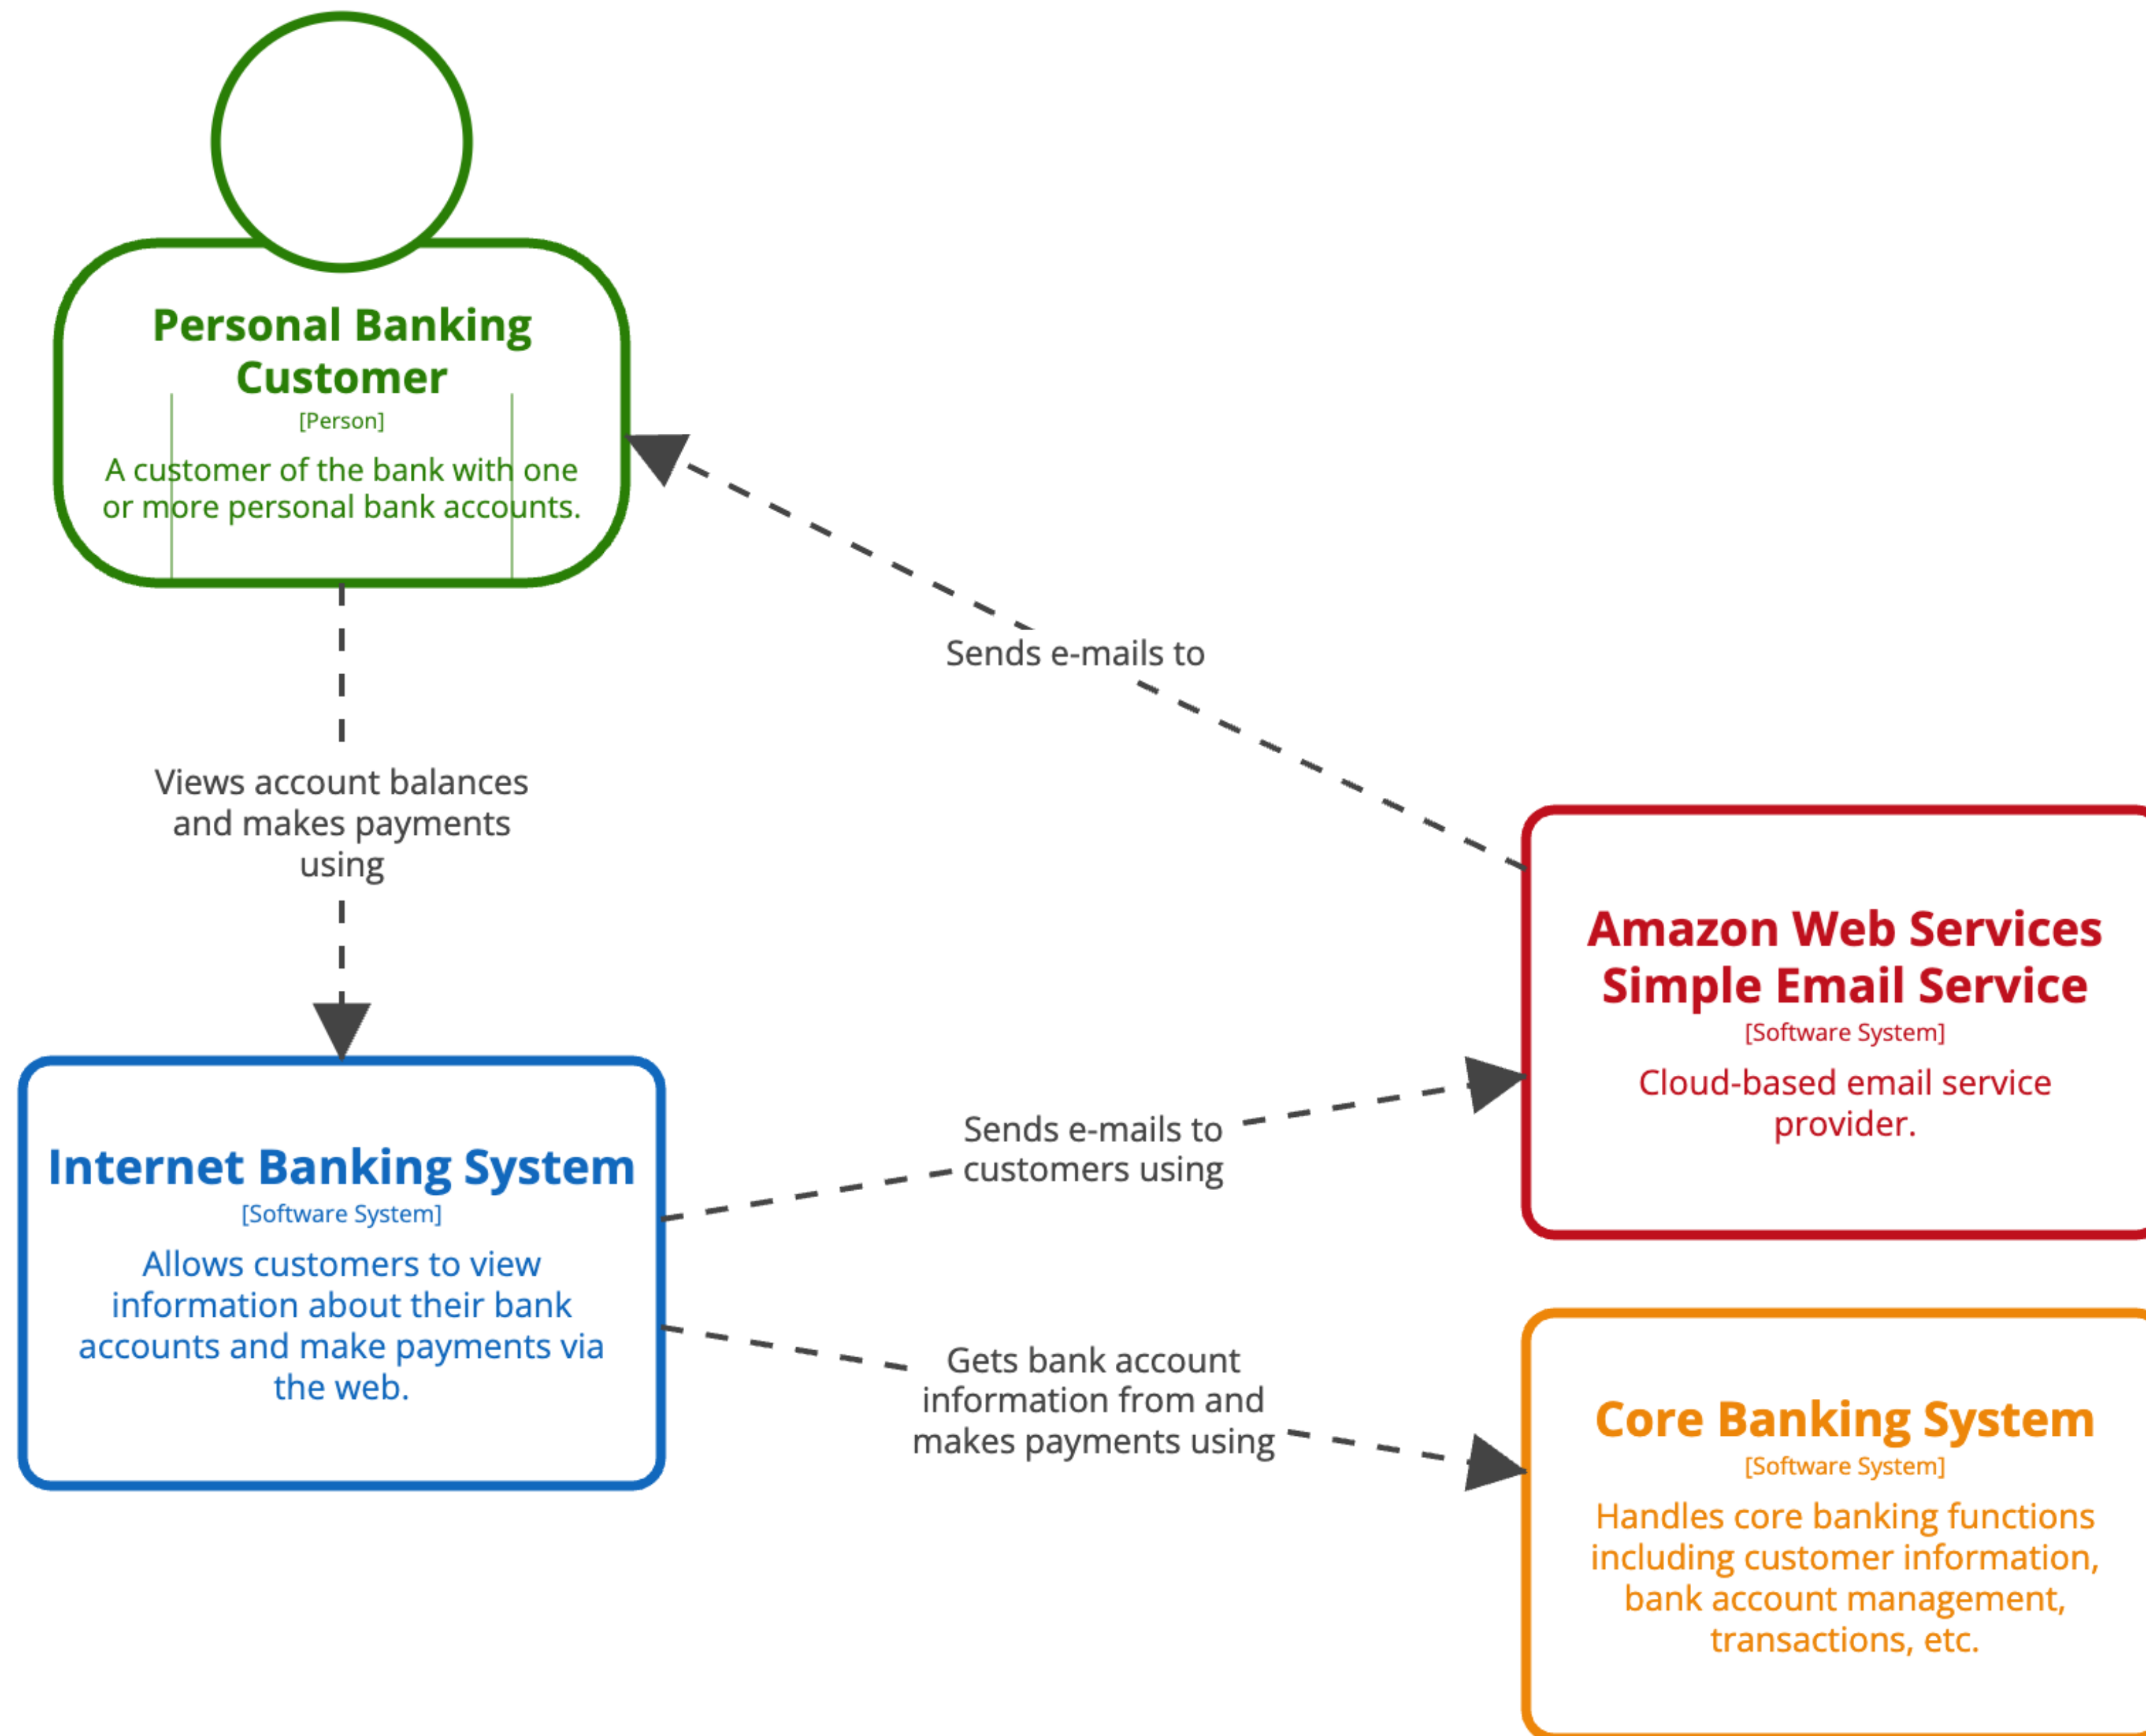 Personal Banking
Customer
[Person]
A customer of the bank with one
or more personal bank accounts.
Sends e-mails to
Views account balances
and makes payments
using
Amazon Web Services
Simple Email Service
[Software System]
Cloud-based email service
provider.
Internet Banking System
[Software System]
Allows customers to view
information about their bank
accounts and make payments via
the web.
Sends e-mails to
customers using
Gets bank account
information from and
makes payments using
Core Banking System
[Software System]
Handles core banking functions
including customer information,
bank account management,
transactions, etc.